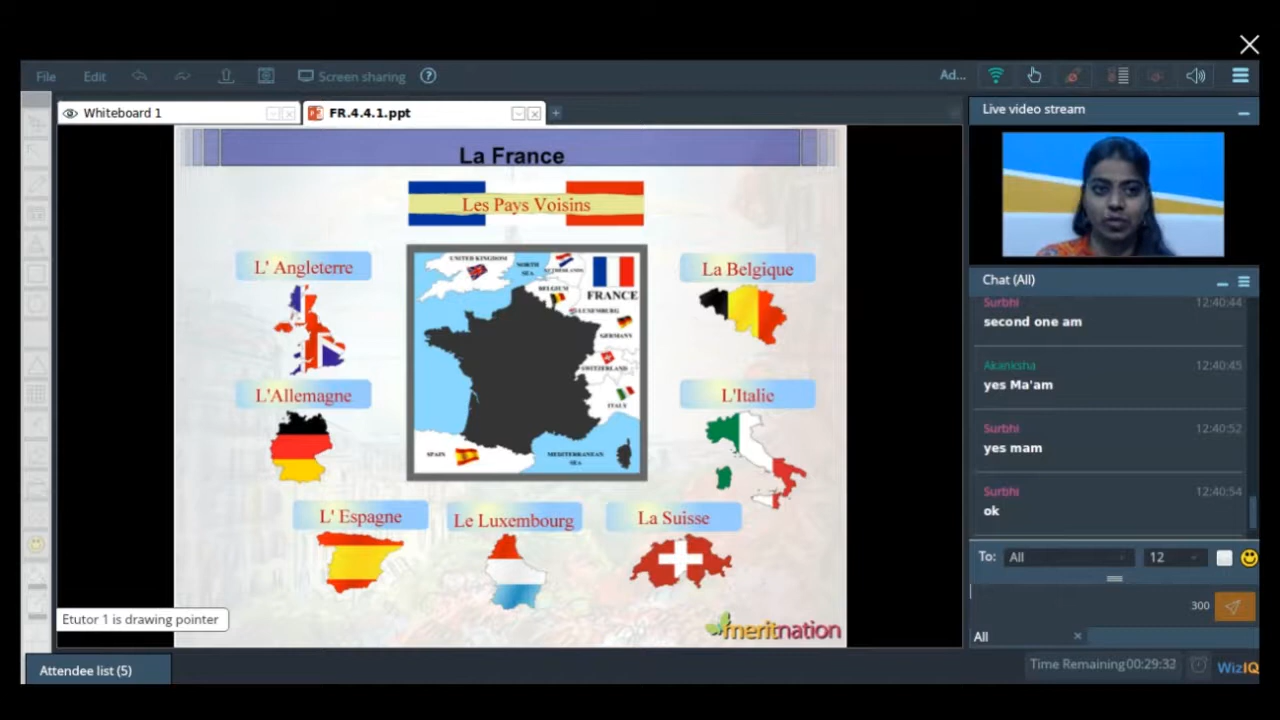 File
Edit
Screen sharing
Ad...
Whiteboard 1
FR.4.4.1.ppt
Live video stream
La France
Les Pays Voisins
L' Angleterre
UNITED KINGDOM
NORTH
SEA
NETHERLANDS
BELGIUM
FRANCE
LUXEMBURG
GERMANY
SWITZERLAND
ITALY
SPAIN
MEDITERRANEAN
SEA
La Belgique
L'Allemagne
L'Italie
L' Espagne
Le Luxembourg
La Suisse
meritnation
Etutor 1 is drawing pointer
Attendee list (5)
Chat (All)
Surbhi 12:40:44
second one am
Akanksha 12:40:45
yes Ma'am
Surbhi 12:40:52
yes mam
Surbhi 12:40:54
ok
To: All 12
300
All
Time Remaining 00:29:33
WizIQ